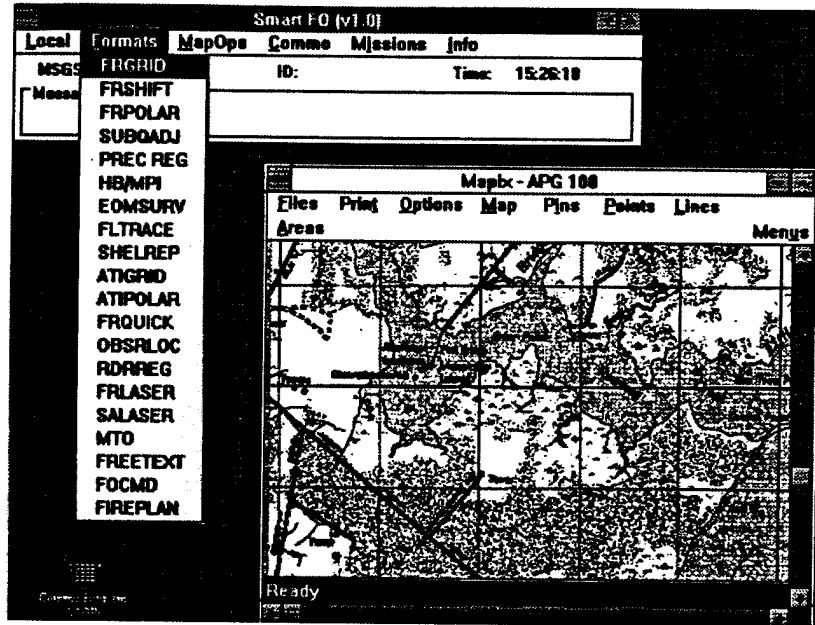 Smart FO (v1.0)
Local Formats MapOps Comms Missions Info
MSGS ID: Time: 15:26:18
FRGRID
FRSHIFT
FRPOLAR
SUBQADJ
PREC REG
HB/MPI
EOMSURV
FLTRACE
SHELREP
ATIGRID
ATIPOLAR
FRQUICK
OBSRLOC
RDRREG
FRLASER
SALASER
MTO
FREETEXT
FOCMD
FIREPLAN
Mapix - APG 100
Files Print Options Map Pins Points Lines
Areas Menus
Ready